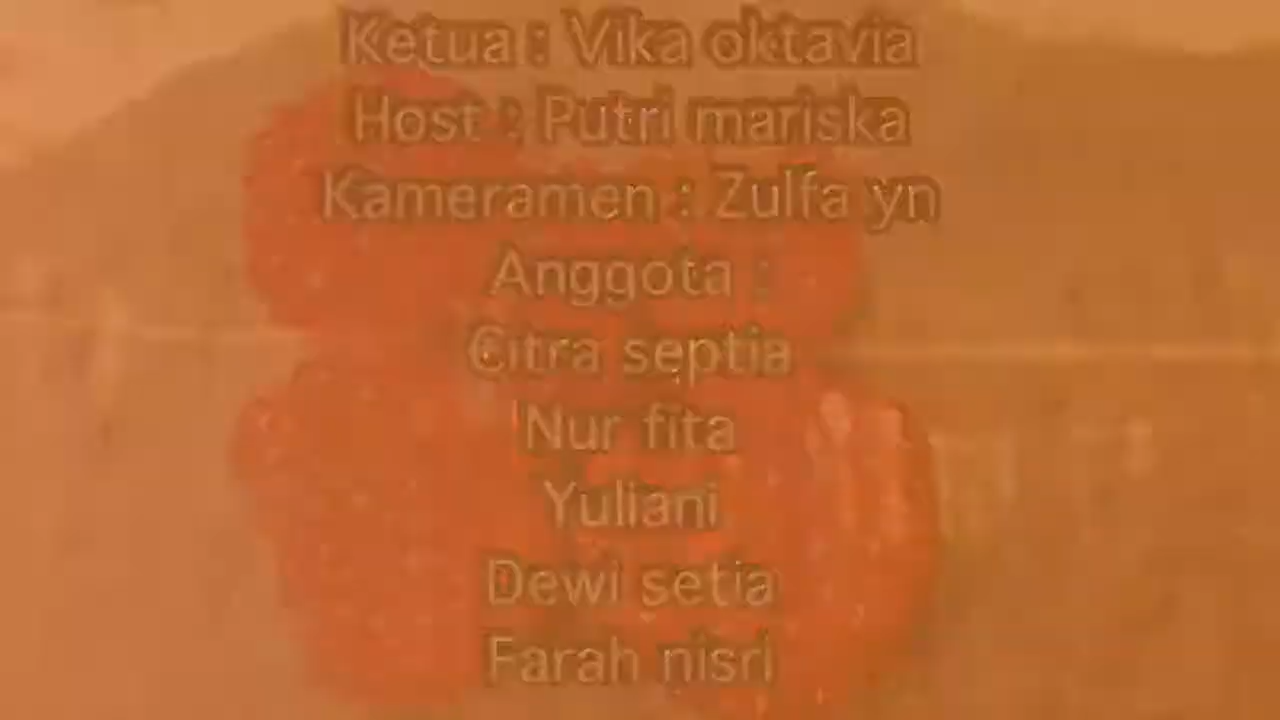 Ketua : Vika oktavia
Host : Putri mariska
Kameramen : Zulfa yn
Anggota :
Citra septia
Nur fita
Yuliani
Dewi setia
Farah nisri